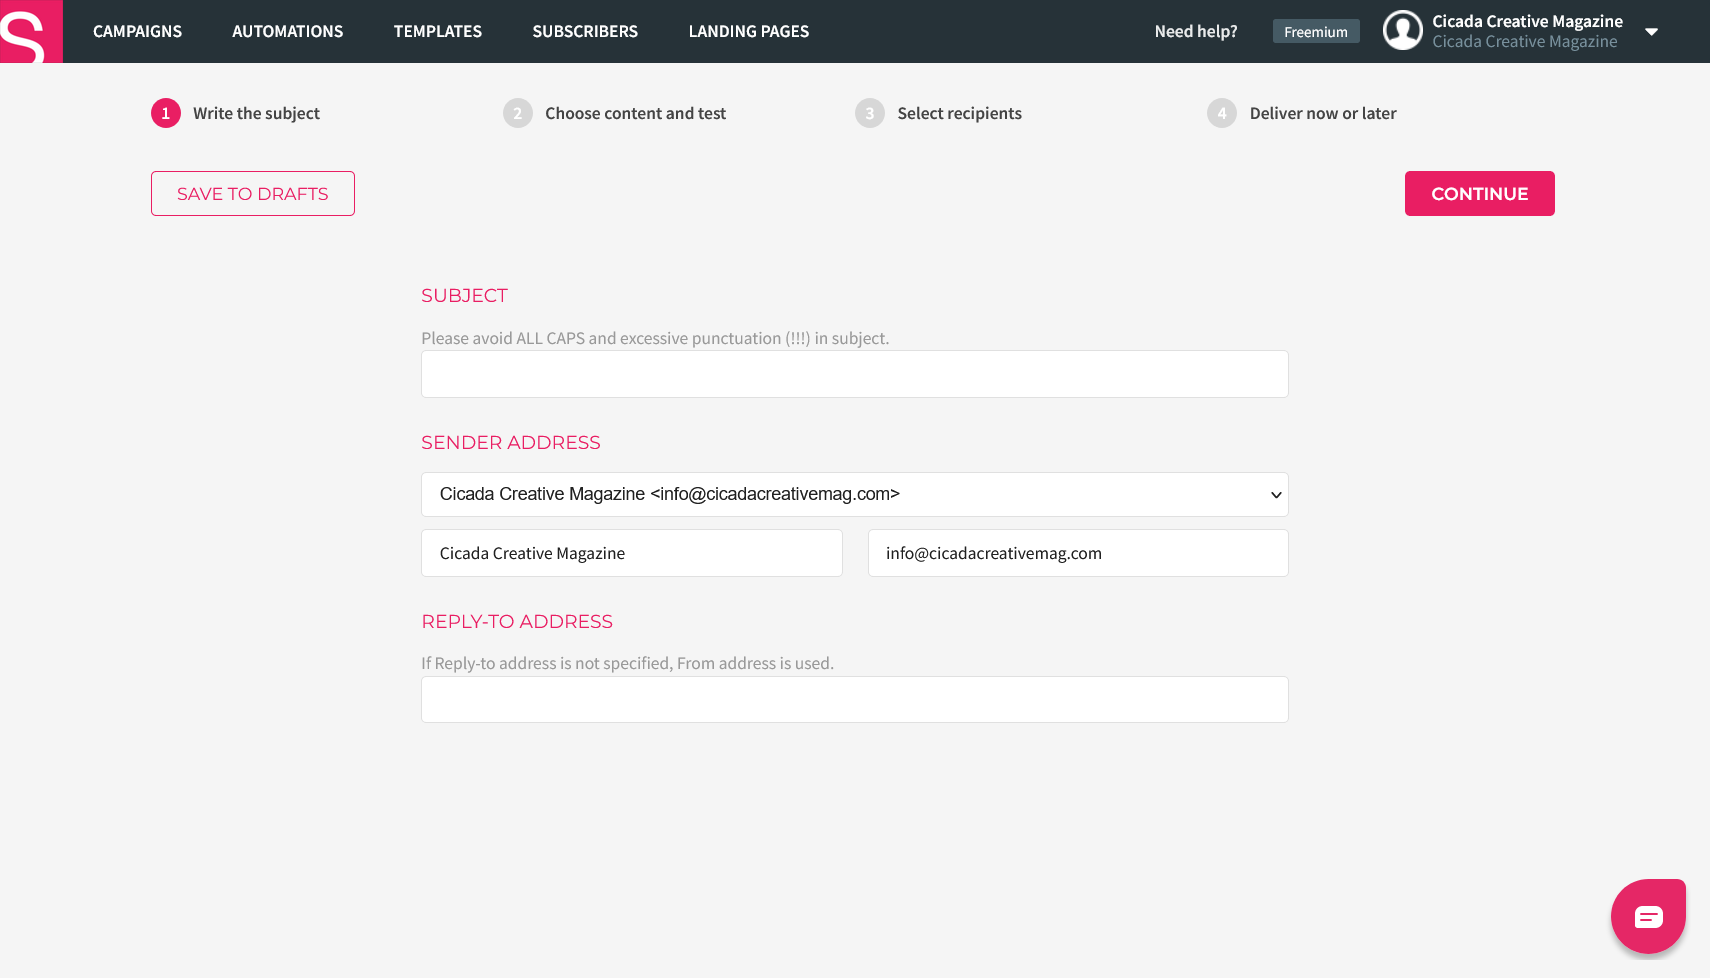 S
CAMPAIGNS AUTOMATIONS TEMPLATES SUBSCRIBERS LANDING PAGES Need help? Freemium Cicada Creative Magazine
Cicada Creative Magazine
1 Write the subject 2 Choose content and test 3 Select recipients 4 Deliver now or later
SAVE TO DRAFTS CONTINUE
SUBJECT
Please avoid ALL CAPS and excessive punctuation (!!!) in subject.
SENDER ADDRESS
Cicada Creative Magazine <info@cicadacreativemag.com>
Cicada Creative Magazine info@cicadacreativemag.com
REPLY-TO ADDRESS
If Reply-to address is not specified, From address is used.